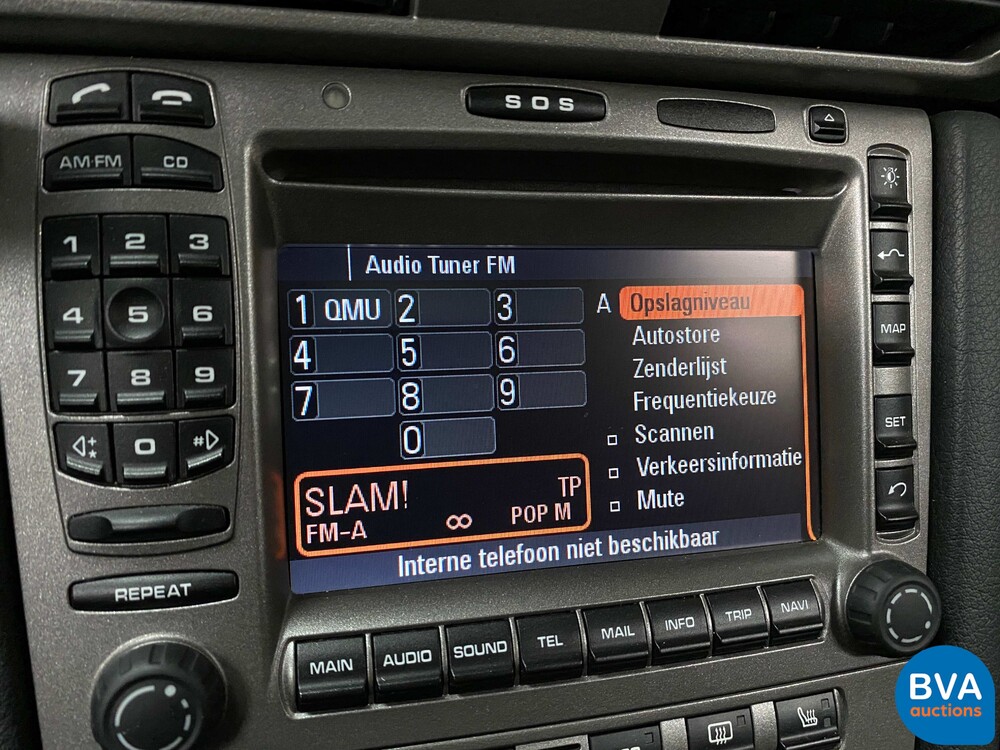 SOS
AM·FM CD
1 2 3
4 5 6
7 8 9
* + 0 #
REPEAT
Audio Tuner FM
1 QMU 2 3
4 5 6
7 8 9
0
A Opslagniveau
Autostore
Zenderlijst
Frequentiekeuze
Scannen
Verkeersinformatie
Mute
SLAM! TP
FM-A ∞ POP M
Interne telefoon niet beschikbaar
MAP
SET
MAIN AUDIO SOUND TEL MAIL INFO TRIP NAVI
BVA
auctions